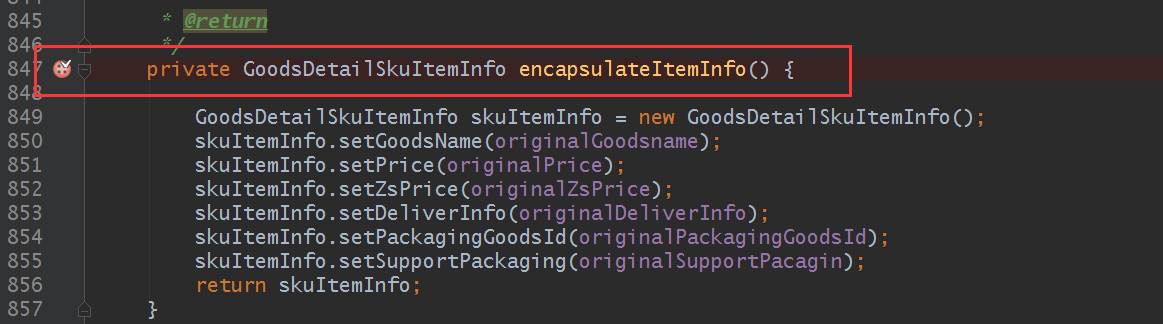 845 * @return
846 */
847 private GoodsDetailSkuItemInfo encapsulateItemInfo() {
848
849 GoodsDetailSkuItemInfo skuItemInfo = new GoodsDetailSkuItemInfo();
850 skuItemInfo.setGoodsName(originalGoodsname);
851 skuItemInfo.setPrice(originalPrice);
852 skuItemInfo.setZsPrice(originalZsPrice);
853 skuItemInfo.setDeliverInfo(originalDeliverInfo);
854 skuItemInfo.setPackagingGoodsId(originalPackagingGoodsId);
855 skuItemInfo.setSupportPackaging(originalSupportPacagin);
856 return skuItemInfo;
857 }